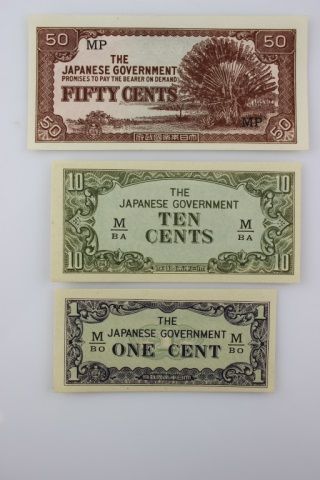 50 MP 50
THE
JAPANESE GOVERNMENT
PROMISES TO PAY THE BEARER ON DEMAND
FIFTY CENTS
MP
50 50
10 10
THE
JAPANESE GOVERNMENT
M/BA TEN M/BA
CENTS
10 10
1 1
THE
M/BO JAPANESE GOVERNMENT M/BO
ONE CENT
1 1